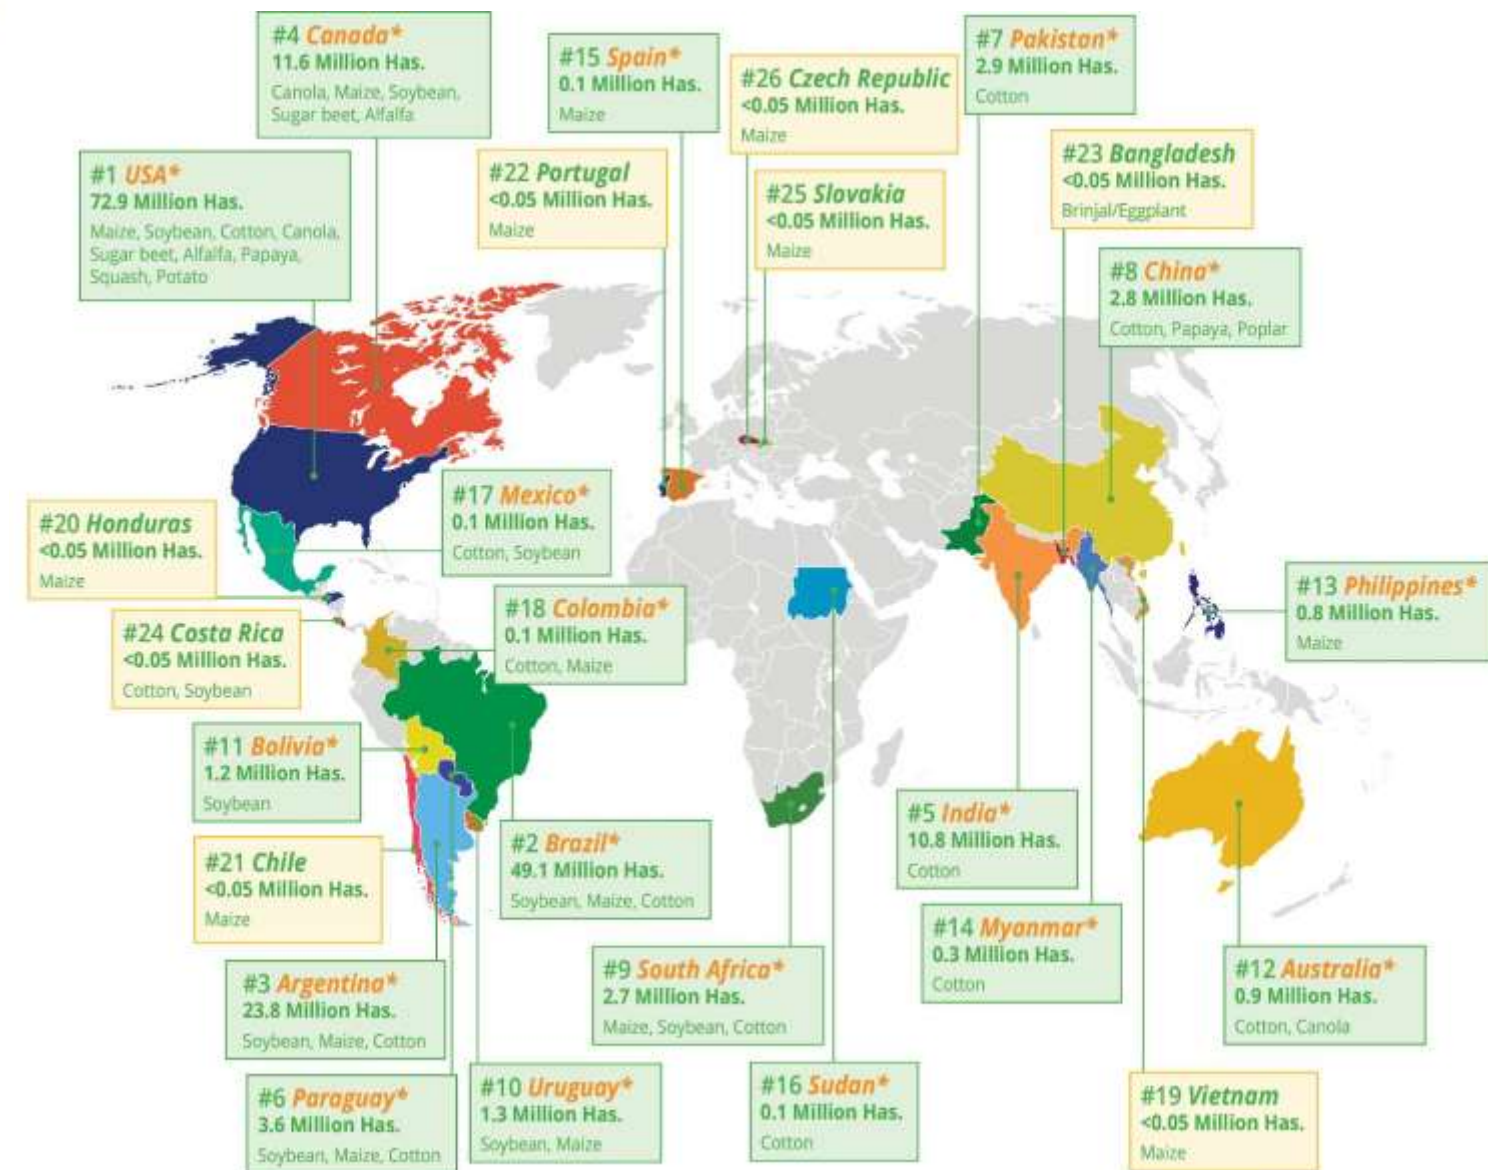 #4 Canada*
11.6 Million Has.
Canola, Maize, Soybean,
Sugar beet, Alfalfa
#15 Spain*
0.1 Million Has.
Maize
#26 Czech Republic
<0.05 Million Has.
Maize
#7 Pakistan*
2.9 Million Has.
Cotton
#1 USA*
72.9 Million Has.
Maize, Soybean, Cotton, Canola,
Sugar beet, Alfalfa, Papaya,
Squash, Potato
#22 Portugal
<0.05 Million Has.
Maize
#25 Slovakia
<0.05 Million Has.
Maize
#23 Bangladesh
<0.05 Million Has.
Brinjal/Eggplant
#8 China*
2.8 Million Has.
Cotton, Papaya, Poplar
#20 Honduras
<0.05 Million Has.
Maize
#17 Mexico*
0.1 Million Has.
Cotton, Soybean
#24 Costa Rica
<0.05 Million Has.
Cotton, Soybean
#18 Colombia*
0.1 Million Has.
Cotton, Maize
#13 Philippines*
0.8 Million Has.
Maize
#11 Bolivia*
1.2 Million Has.
Soybean
#21 Chile
<0.05 Million Has.
Maize
#2 Brazil*
49.1 Million Has.
Soybean, Maize, Cotton
#5 India*
10.8 Million Has.
Cotton
#14 Myanmar*
0.3 Million Has.
Cotton
#3 Argentina*
23.8 Million Has.
Soybean, Maize, Cotton
#9 South Africa*
2.7 Million Has.
Maize, Soybean, Cotton
#12 Australia*
0.9 Million Has.
Cotton, Canola
#6 Paraguay*
3.6 Million Has.
Soybean, Maize, Cotton
#10 Uruguay*
1.3 Million Has.
Soybean, Maize
#16 Sudan*
0.1 Million Has.
Cotton
#19 Vietnam
<0.05 Million Has.
Maize